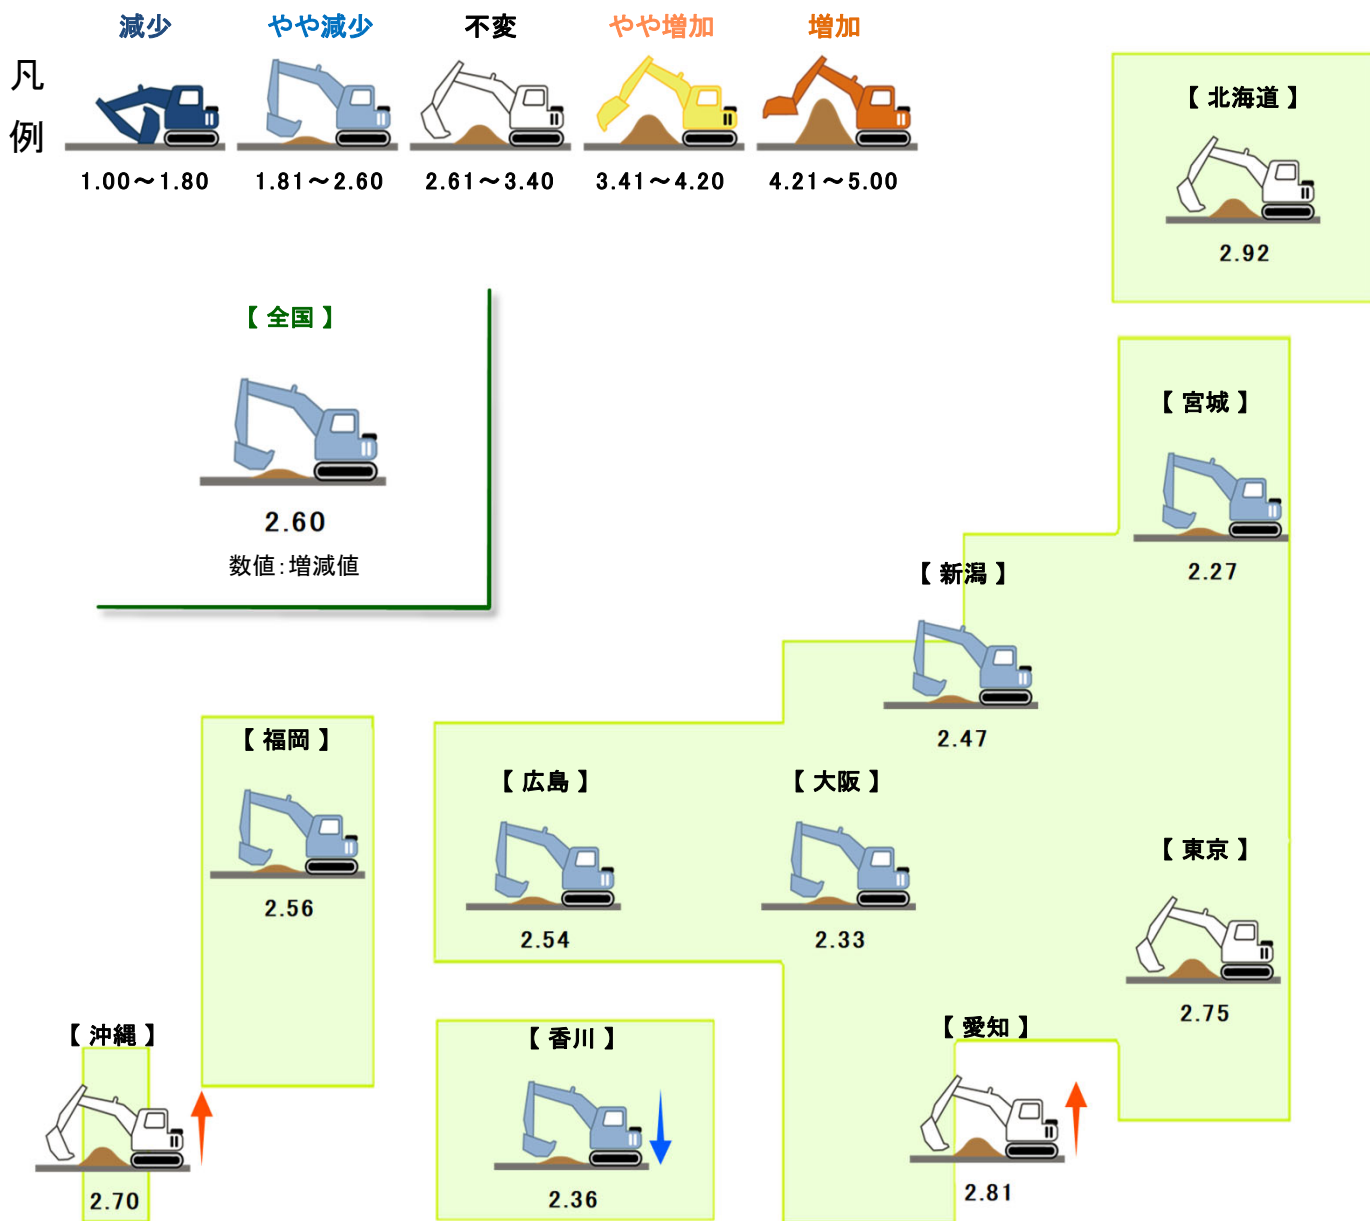 減少 やや減少 不変 やや増加 増加
凡
例
1.00～1.80 1.81～2.60 2.61～3.40 3.41～4.20 4.21～5.00
【 北海道 】
2.92
【 全国 】
2.60
数値：増減値
【 宮城 】
2.27
【 新潟 】
2.47
【 福岡 】
2.56
【 広島 】
2.54
【 大阪 】
2.33
【 東京 】
2.75
【 沖縄 】
2.70
【 香川 】
2.36
【 愛知 】
2.81